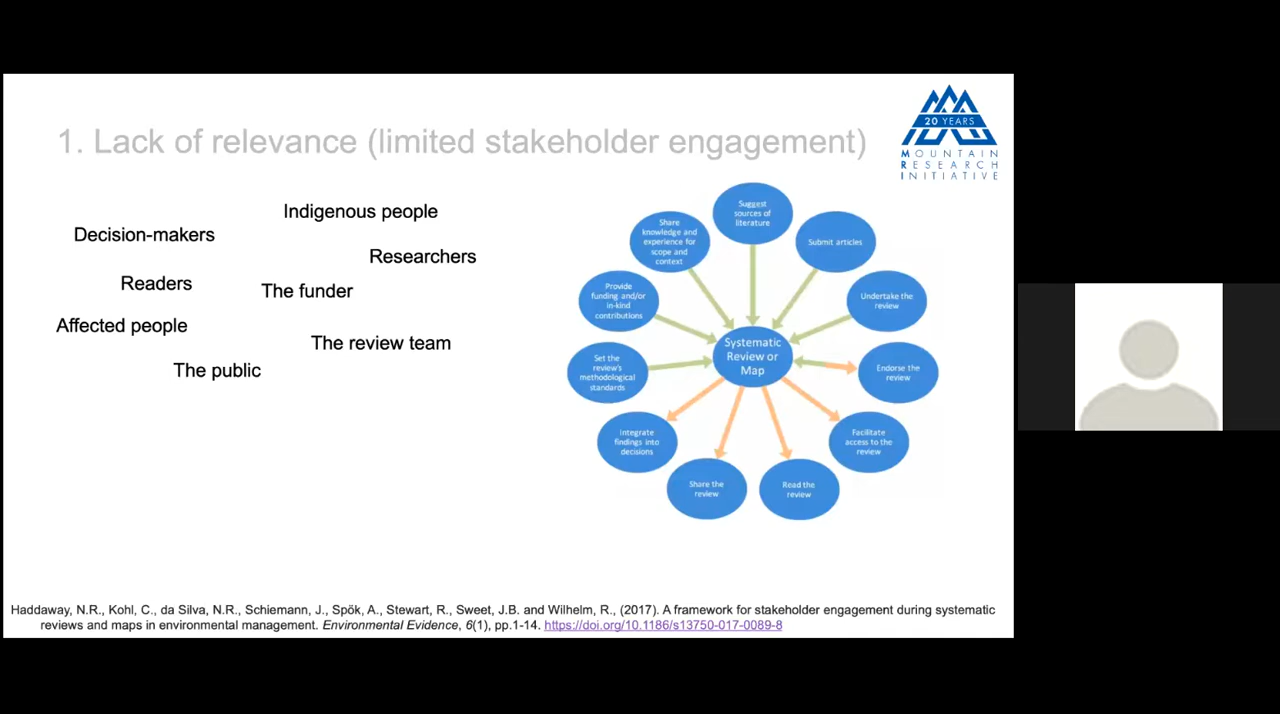 1. Lack of relevance (limited stakeholder engagement)
20 YEARS
MOUNTAIN
RESEARCH
INITIATIVE
Indigenous people
Decision-makers
Researchers
Readers
The funder
Affected people
The review team
The public
Suggest
sources of
literature
Share
knowledge and
experience for
scope and
context
Submit articles
Provide
funding and/or
in-kind
contributions
Undertake the
review
Systematic
Review or
Map
Set the
review's
methodological
standards
Endorse the
review
Integrate
findings into
decisions
Facilitate
access to the
review
Share the
review
Read the
review
Haddaway, N.R., Kohl, C., da Silva, N.R., Schiemann, J., Spök, A., Stewart, R., Sweet, J.B. and Wilhelm, R., (2017). A framework for stakeholder engagement during systematic
reviews and maps in environmental management. Environmental Evidence, 6(1), pp.1-14. https://doi.org/10.1186/s13750-017-0089-8